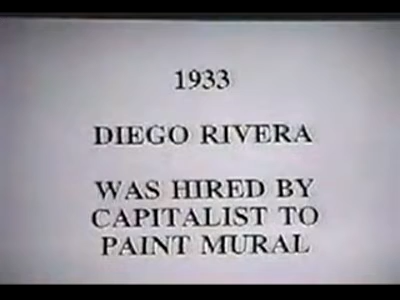 1933
DIEGO RIVERA
WAS HIRED BY
CAPITALIST TO
PAINT MURAL